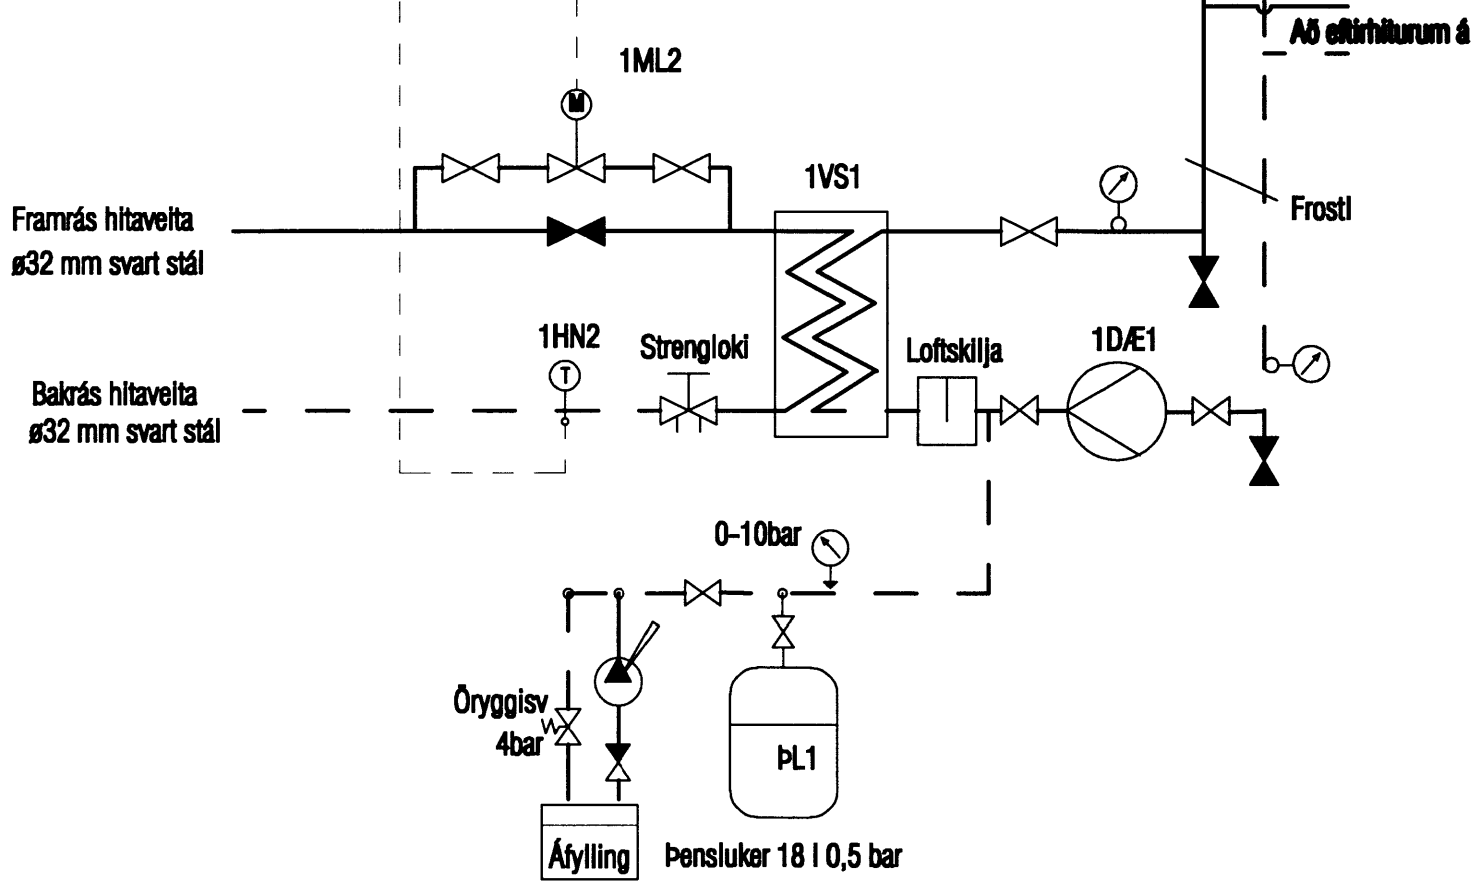 Að eftirhiturum á
1ML2
M
1VS1
Framrás hitaveita
ø32 mm svart stál
Frostl
1HN2
T
Strengloki
Loftskilja
1DÆ1
Bakrás hitaveita
ø32 mm svart stál
0-10bar
Öryggisv
4bar
ÞL1
Áfylling
Þensluker 18 l 0,5 bar